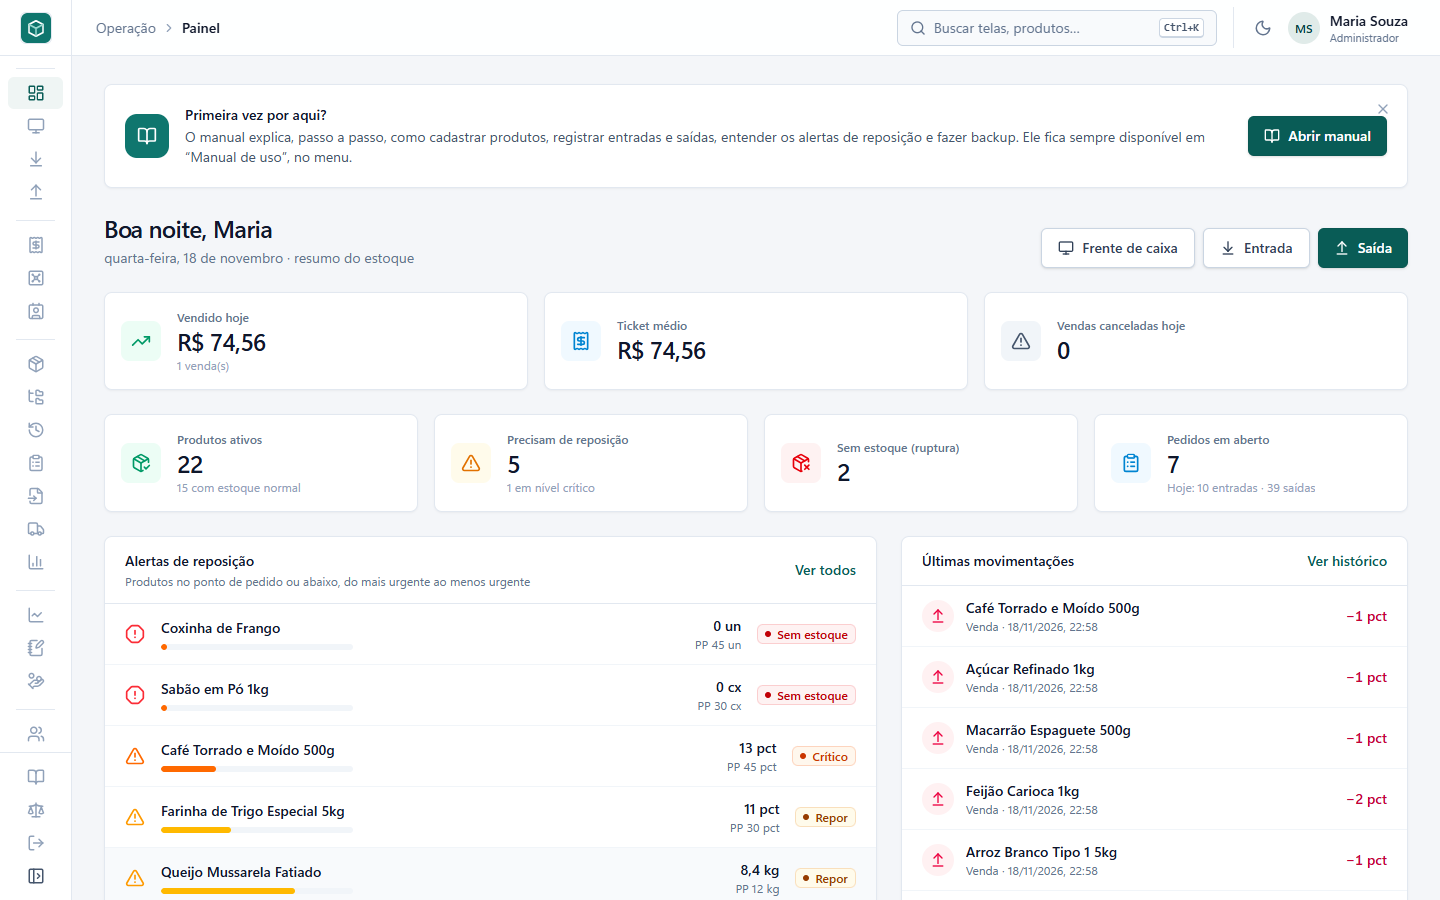 Operação > Painel
Buscar telas, produtos...
Ctrl+K
MS
Maria Souza
Administrador
Primeira vez por aqui?
O manual explica, passo a passo, como cadastrar produtos, registrar entradas e saídas, entender os alertas de reposição e fazer backup. Ele fica sempre disponível em
“Manual de uso”, no menu.
Abrir manual
Boa noite, Maria
quarta-feira, 18 de novembro · resumo do estoque
Frente de caixa
Entrada
Saída
Vendido hoje
R$ 74,56
1 venda(s)
Ticket médio
R$ 74,56
Vendas canceladas hoje
0
Produtos ativos
22
15 com estoque normal
Precisam de reposição
5
1 em nível crítico
Sem estoque (ruptura)
2
Pedidos em aberto
7
Hoje: 10 entradas · 39 saídas
Alertas de reposição
Produtos no ponto de pedido ou abaixo, do mais urgente ao menos urgente
Ver todos
Coxinha de Frango
0 un
PP 45 un
Sem estoque
Sabão em Pó 1kg
0 cx
PP 30 cx
Sem estoque
Café Torrado e Moído 500g
13 pct
PP 45 pct
Crítico
Farinha de Trigo Especial 5kg
11 pct
PP 30 pct
Repor
Queijo Mussarela Fatiado
8,4 kg
PP 12 kg
Repor
Últimas movimentações
Ver histórico
Café Torrado e Moído 500g
Venda · 18/11/2026, 22:58
−1 pct
Açúcar Refinado 1kg
Venda · 18/11/2026, 22:58
−1 pct
Macarrão Espaguete 500g
Venda · 18/11/2026, 22:58
−1 pct
Feijão Carioca 1kg
Venda · 18/11/2026, 22:58
−2 pct
Arroz Branco Tipo 1 5kg
Venda · 18/11/2026, 22:58
−1 pct